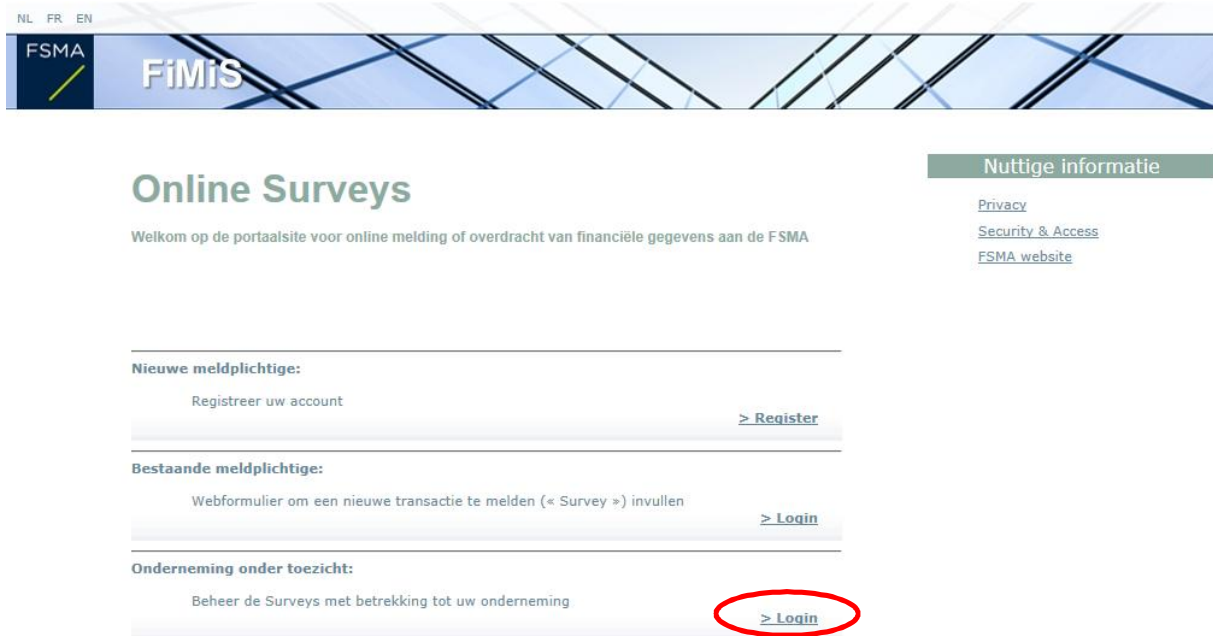 NL FR EN
FSMA
FiMiS
Online Surveys
Welkom op de portaalsite voor online melding of overdracht van financiële gegevens aan de FSMA
Nuttige informatie
Privacy
Security & Access
FSMA website
Nieuwe meldplichtige:
Registreer uw account
> Register
Bestaande meldplichtige:
Webformulier om een nieuwe transactie te melden (« Survey ») invullen
> Login
Onderneming onder toezicht:
Beheer de Surveys met betrekking tot uw onderneming
> Login